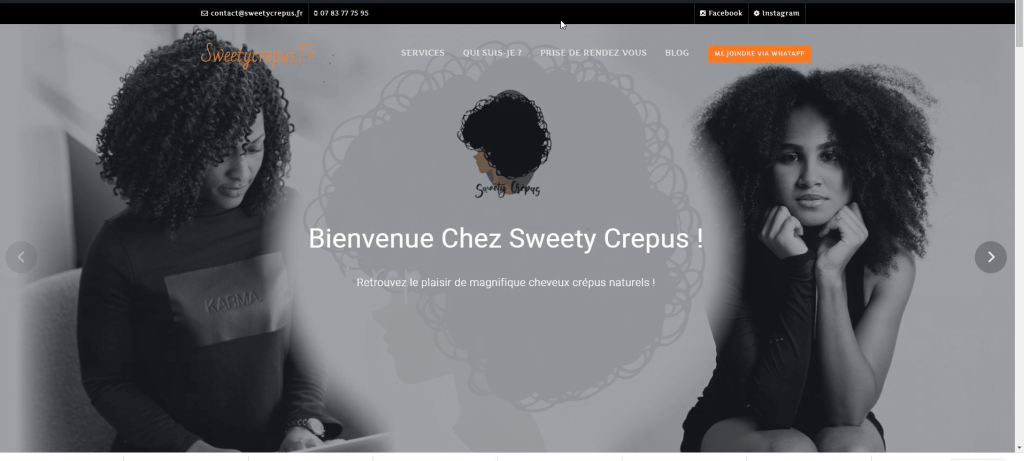 contact@sweetycrepus.fr
07 83 77 75 95
Facebook
Instagram
Sweetycrepus.Fr
SERVICES
QUI SUIS-JE ?
PRISE DE RENDEZ VOUS
BLOG
ME JOINDRE VIA WHATAPP
Sweety Crépus
Bienvenue Chez Sweety Crepus !
Retrouvez le plaisir de magnifique cheveux crépus naturels !
KARMA.